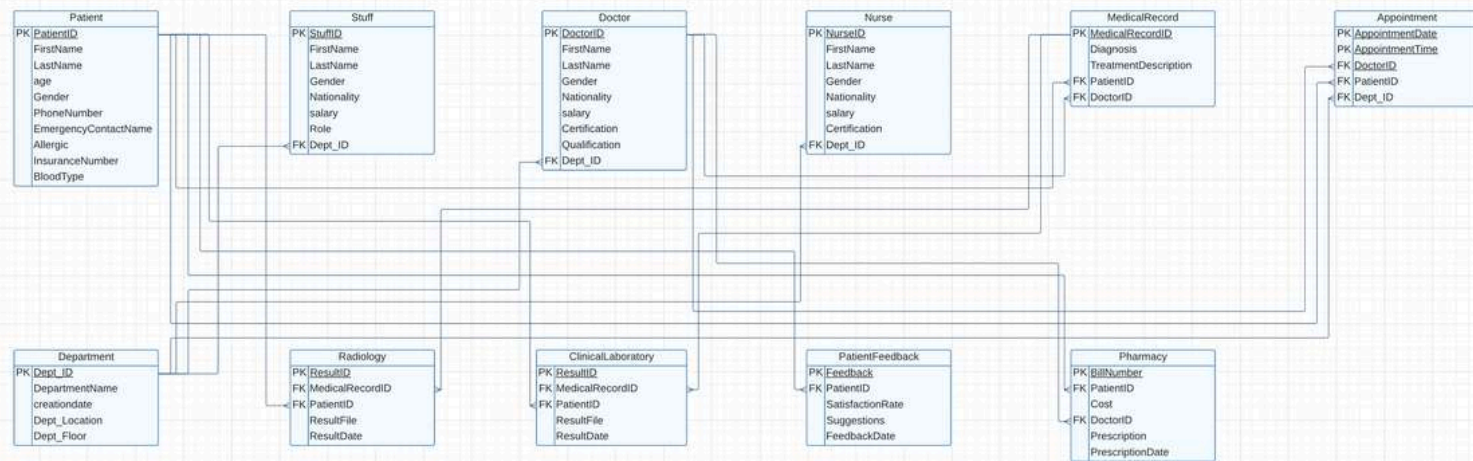 Patient
PK PatientID
FirstName
LastName
age
Gender
PhoneNumber
EmergencyContactName
Allergic
InsuranceNumber
BloodType
Stuff
PK StuffID
FirstName
LastName
Gender
Nationality
salary
Role
FK Dept_ID
Doctor
PK DoctorID
FirstName
LastName
Gender
Nationality
salary
Certification
Qualification
FK Dept_ID
Nurse
PK NurseID
FirstName
LastName
Gender
Nationality
salary
Certification
FK Dept_ID
MedicalRecord
PK MedicalRecordID
Diagnosis
TreatmentDescription
FK PatientID
FK DoctorID
Appointment
PK AppointmentDate
PK AppointmentTime
FK DoctorID
FK PatientID
FK Dept_ID
Department
PK Dept_ID
DepartmentName
creationdate
Dept_Location
Dept_Floor
Radiology
PK ResultID
FK MedicalRecordID
FK PatientID
ResultFile
ResultDate
ClinicalLaboratory
PK ResultID
FK MedicalRecordID
FK PatientID
ResultFile
ResultDate
PatientFeedback
PK Feedback
FK PatientID
SatisfactionRate
Suggestions
FeedbackDate
Pharmacy
PK BillNumber
FK PatientID
Cost
FK DoctorID
Prescription
PrescriptionDate